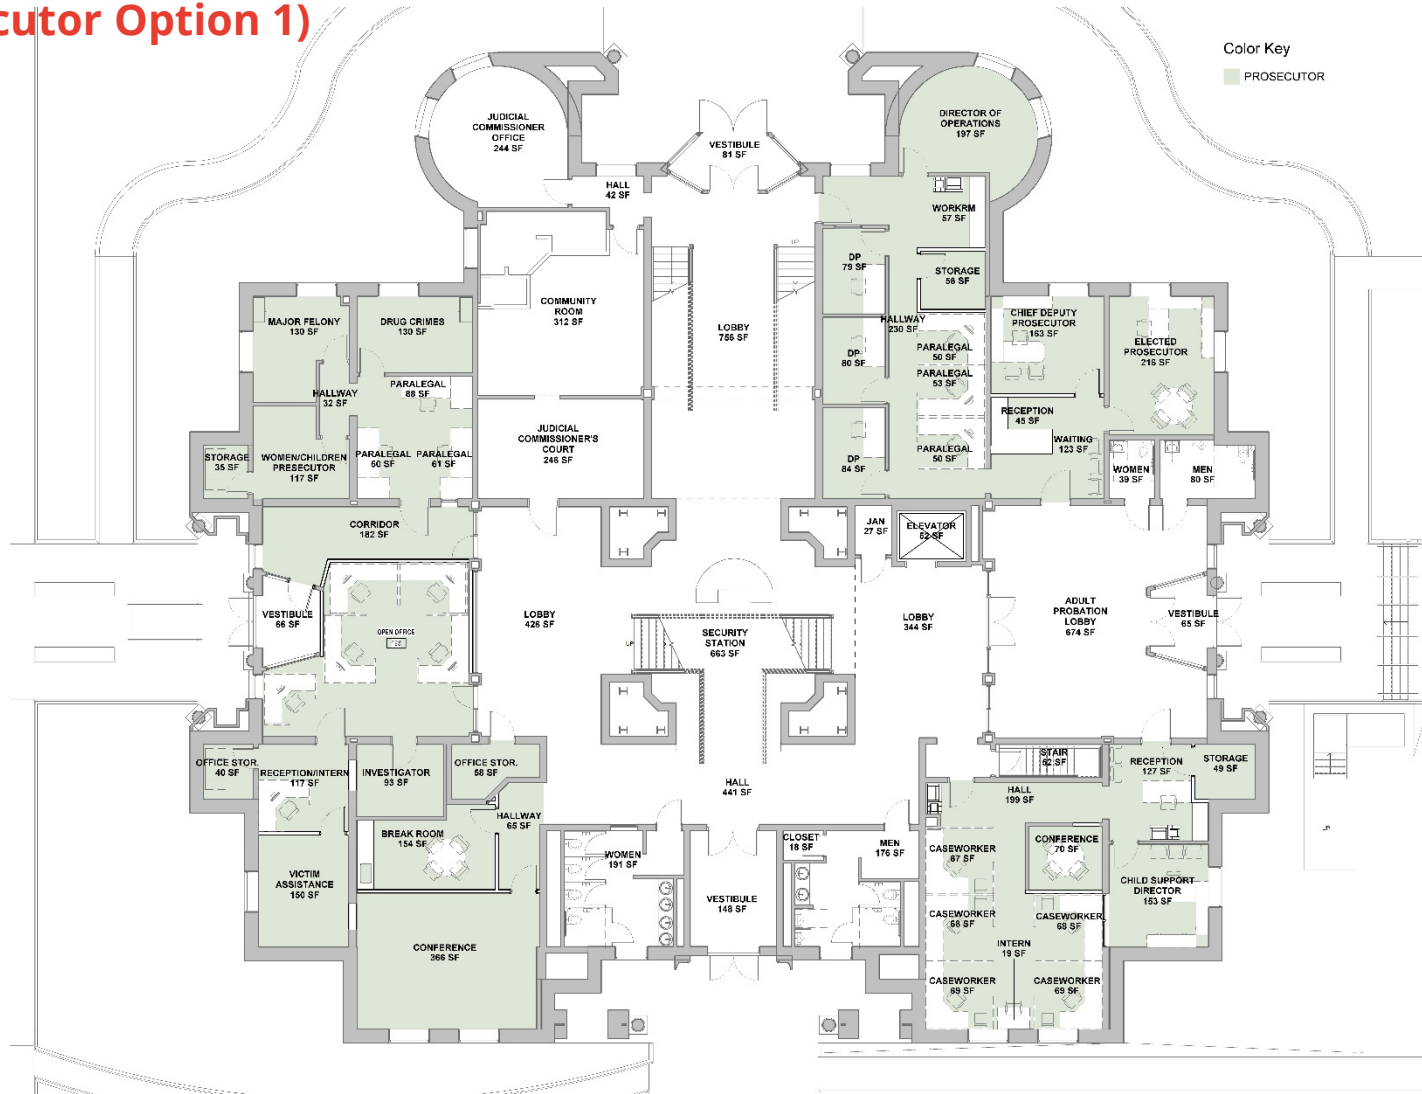 cutor Option 1)
Color Key
PROSECUTOR
JUDICIAL
COMMISSIONER
OFFICE
244 SF
VESTIBULE
81 SF
DIRECTOR OF
OPERATIONS
197 SF
HALL
42 SF
WORKRM
57 SF
DP
79 SF
STORAGE
56 SF
UP
COMMUNITY
ROOM
312 SF
LOBBY
756 SF
HALLWAY
230 SF
MAJOR FELONY
130 SF
DRUG CRIMES
130 SF
CHIEF DEPUTY
PROSECUTOR
163 SF
ELECTED
PROSECUTOR
216 SF
DP
80 SF
PARALEGAL
50 SF
PARALEGAL
53 SF
PARALEGAL
88 SF
HALLWAY
32 SF
JUDICIAL
COMMISSIONER'S
COURT
246 SF
RECEPTION
45 SF
WAITING
123 SF
STORAGE
35 SF
WOMEN/CHILDREN
PRESECUTOR
117 SF
PARALEGAL
60 SF
PARALEGAL
61 SF
DP
84 SF
PARALEGAL
50 SF
WOMEN
39 SF
MEN
80 SF
CORRIDOR
182 SF
JAN
27 SF
ELEVATOR
52 SF
VESTIBULE
66 SF
OPEN OFFICE
LOBBY
426 SF
UP
SECURITY
STATION
663 SF
LOBBY
344 SF
ADULT
PROBATION
LOBBY
674 SF
VESTIBULE
65 SF
OFFICE STOR.
40 SF
RECEPTION/INTERN
117 SF
INVESTIGATOR
93 SF
OFFICE STOR.
58 SF
HALL
441 SF
STAIR
62 SF
HALL
199 SF
RECEPTION
127 SF
STORAGE
49 SF
UP
HALLWAY
65 SF
BREAK ROOM
154 SF
WOMEN
191 SF
CLOSET
18 SF
MEN
176 SF
CASEWORKER
67 SF
CONFERENCE
70 SF
VICTIM
ASSISTANCE
150 SF
CHILD SUPPORT
DIRECTOR
153 SF
VESTIBULE
148 SF
CASEWORKER
68 SF
CASEWORKER
68 SF
CONFERENCE
366 SF
INTERN
19 SF
CASEWORKER
69 SF
CASEWORKER
69 SF